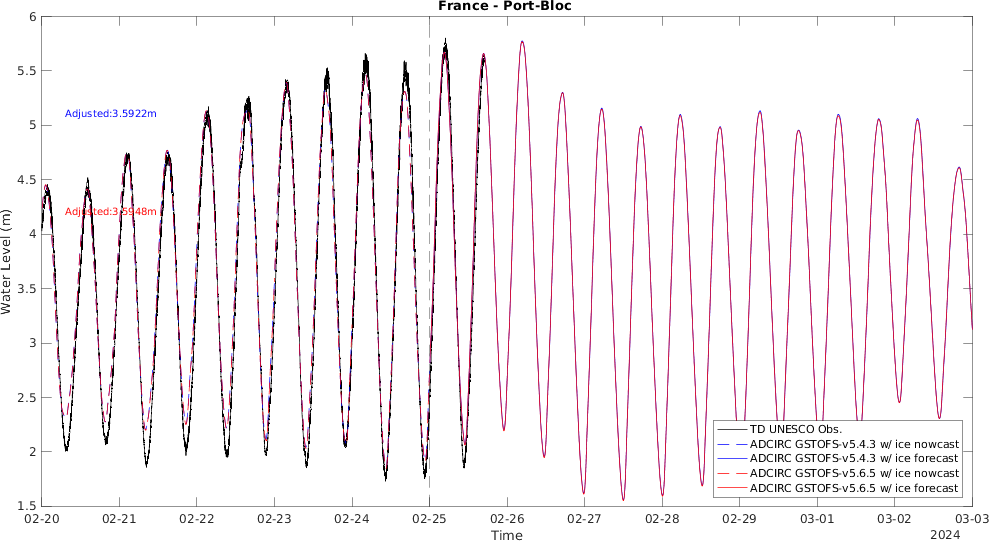 France - Port-Bloc
6
5.5
5
4.5
4
3.5
3
2.5
2
1.5
Water Level (m)
Adjusted:3.5922m
Adjusted:3.5948m
TD UNESCO Obs.
ADCIRC GSTOFS-v5.4.3 w/ ice nowcast
ADCIRC GSTOFS-v5.4.3 w/ ice forecast
ADCIRC GSTOFS-v5.6.5 w/ ice nowcast
ADCIRC GSTOFS-v5.6.5 w/ ice forecast
02-20 02-21 02-22 02-23 02-24 02-25 02-26 02-27 02-28 02-29 03-01 03-02 03-03
Time
2024